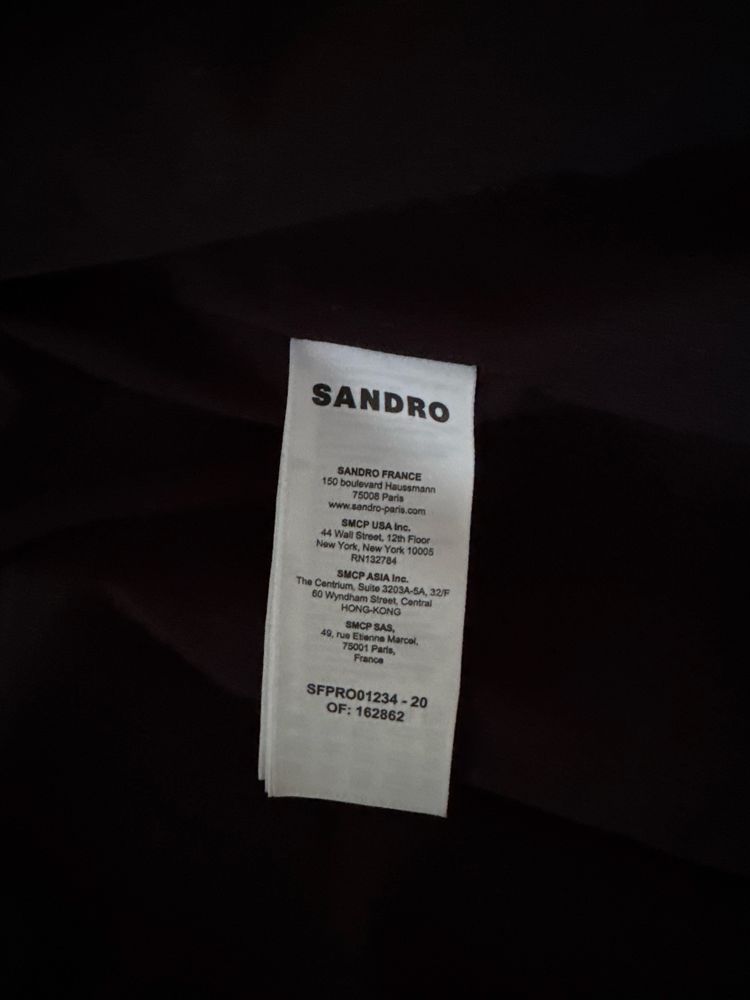 SANDRO
SANDRO FRANCE
150 boulevard Haussmann
75008 Paris
www.sandro-paris.com
SMCP USA Inc.
44 Wall Street, 12th Floor
New York, New York 10005
RN132784
SMCP ASIA Inc.
The Centrium, Suite 3203A-5A, 32/F
60 Wyndham Street, Central
HONG-KONG
SMCP SAS,
49, rue Etienne Marcel,
75001 Paris,
France
SFPRO01234 - 20
OF: 162862